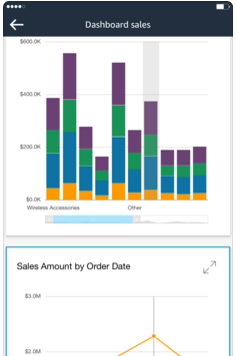 Dashboard sales
$600.0K
$400.0K
$200.0K
$0.0K
Wireless Accessories Other
Sales Amount by Order Date
$3.0M
$2.0M